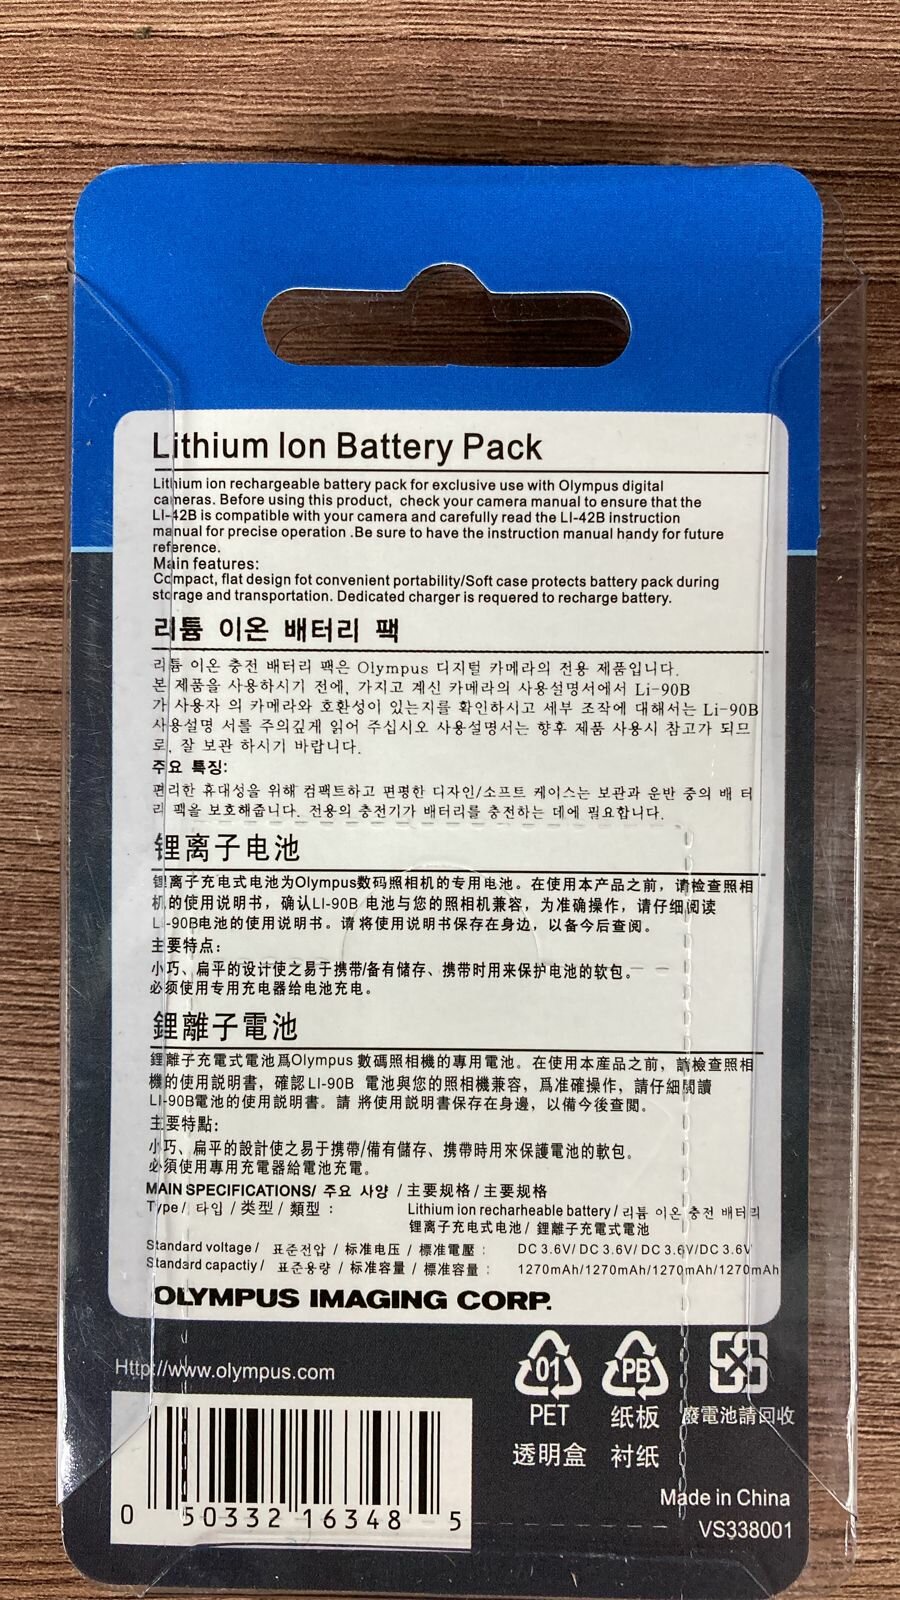 Lithium Ion Battery Pack
Lithium ion rechargeable battery pack for exclusive use with Olympus digital
cameras. Before using this product, check your camera manual to ensure that the
LI-42B is compatible with your camera and carefully read the LI-42B instruction
manual for precise operation .Be sure to have the instruction manual handy for future
reference.
Main features:
Compact, flat design fot convenient portability/Soft case protects battery pack during
storage and transportation. Dedicated charger is requered to recharge battery.
리튬 이온 배터리 팩
리튬 이온 충전 배터리 팩은 Olympus 디지털 카메라의 전용 제품입니다.
본 제품을 사용하시기 전에, 가지고 계신 카메라의 사용설명서에서 Li-90B
가 사용자 의 카메라와 호환성이 있는지를 확인하시고 세부 조작에 대해서는 Li-90B
사용설명 서를 주의깊게 읽어 주십시오 사용설명서는 향후 제품 사용시 참고가 되므
로, 잘 보관 하시기 바랍니다.
주요 특징:
편리한 휴대성을 위해 컴팩트하고 편평한 디자인/소프트 케이스는 보관과 운반 중의 배 터
리 팩을 보호해줍니다. 전용의 충전기가 배터리를 충전하는 데에 필요합니다.
锂离子电池
锂离子充电式电池为Olympus数码照相机的专用电池。在使用本产品之前，请检查照相
机的使用说明书，确认LI-90B 电池与您的照相机兼容，为准确操作，请仔细阅读
LI-90B电池的使用说明书。请 将使用说明书保存在身边，以备今后查阅。
主要特点：
小巧、扁平的设计使之易于携带/备有储存、携带时用来保护电池的软包。
必须使用专用充电器给电池充电。
鋰離子電池
鋰離子充電式電池爲Olympus 數碼照相機的專用電池。在使用本産品之前，請檢查照相
機的使用説明書，確認LI-90B 電池與您的照相機兼容，爲准確操作，請仔細閲讀
LI-90B電池的使用説明書。請 將使用説明書保存在身邊，以備今後查閲。
主要特點：
小巧、扁平的設計使之易于携帶/備有儲存、携帶時用來保護電池的軟包。
必須使用專用充電器給電池充電。
MAIN SPECIFICATIONS/ 주요 사양 /主要规格/主要规格
Type/ 타입 / 类型 / 類型 : Lithium ion recharheable battery/ 리튬 이온 충전 배터리
锂离子充电式电池/ 鋰離子充電式電池
Standard voltage/ 표준전압 / 标准电压 / 標準電壓 : DC 3.6V/ DC 3.6V/ DC 3.6V/DC 3.6V
Standard capactiy/ 표준용량 / 标准容量 / 標準容量 : 1270mAh/1270mAh/1270mAh/1270mAh
OLYMPUS IMAGING CORP.
Http://www.olympus.com
01 PB
PET 纸板 廢電池請回收
透明盒 衬纸
0 50332 16348 5
Made in China
VS338001